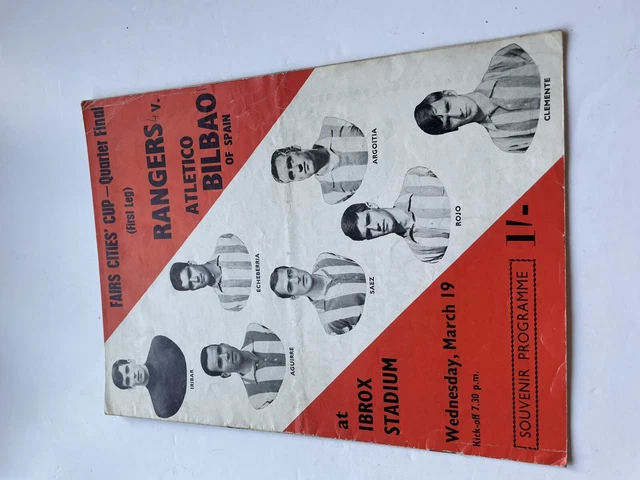 FAIRS CITIES' CUP—Quarter Final
(First Leg)
RANGERS v.
ATLETICO
BILBAO
OF SPAIN
IRIBAR
ECHEBERRIA
ARGOITIA
AGUIRRE
SAEZ
ROJO
CLEMENTE
at
IBROX
STADIUM
Wednesday, March 19
Kick-off 7.30 p.m.
SOUVENIR PROGRAMME
1/-